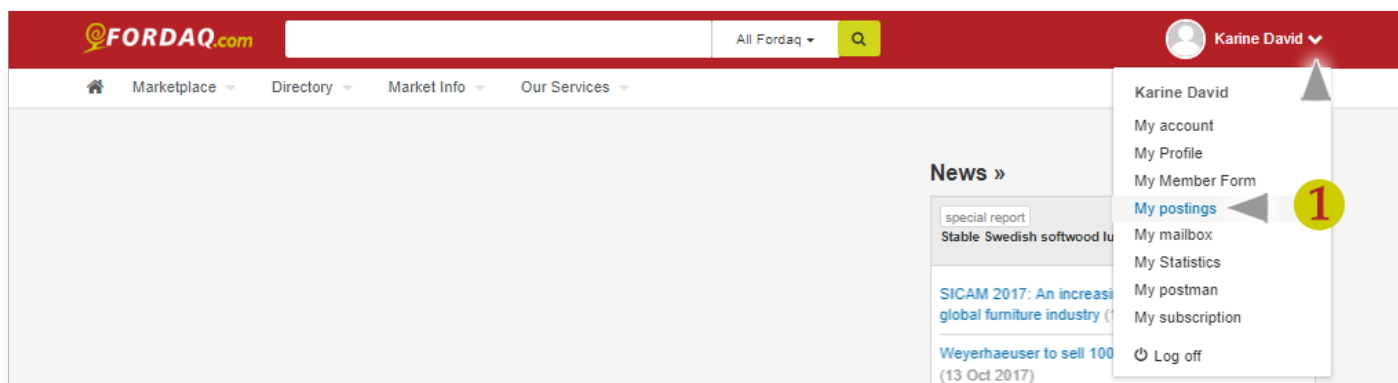 FORDAQ.com
All Fordaq
Karine David
Marketplace
Directory
Market Info
Our Services
Karine David
My account
My Profile
My Member Form
My postings
1
My mailbox
My Statistics
My postman
My subscription
Log off
News »
special report
Stable Swedish softwood
SICAM 2017: An
global furniture industry
Weyerhaeuser to sell 100
(13 Oct 2017)